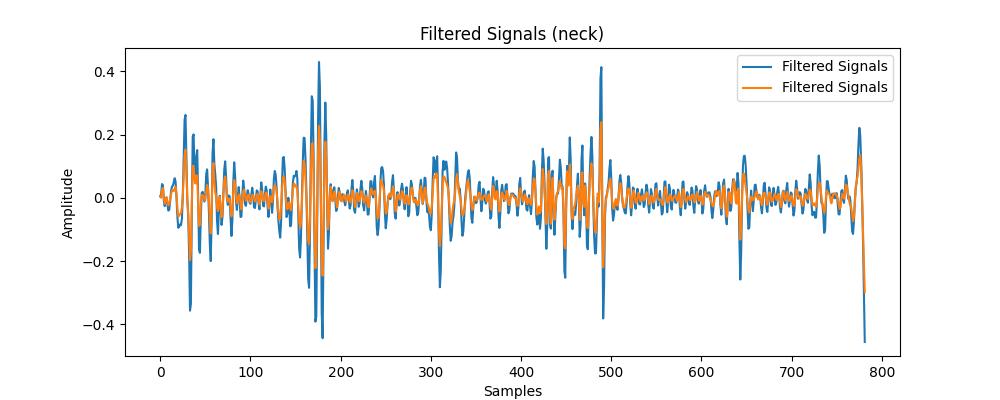 Filtered Signals (neck)
Filtered Signals
Filtered Signals
Amplitude
0.4
0.2
0.0
−0.2
−0.4
0 100 200 300 400 500 600 700 800
Samples